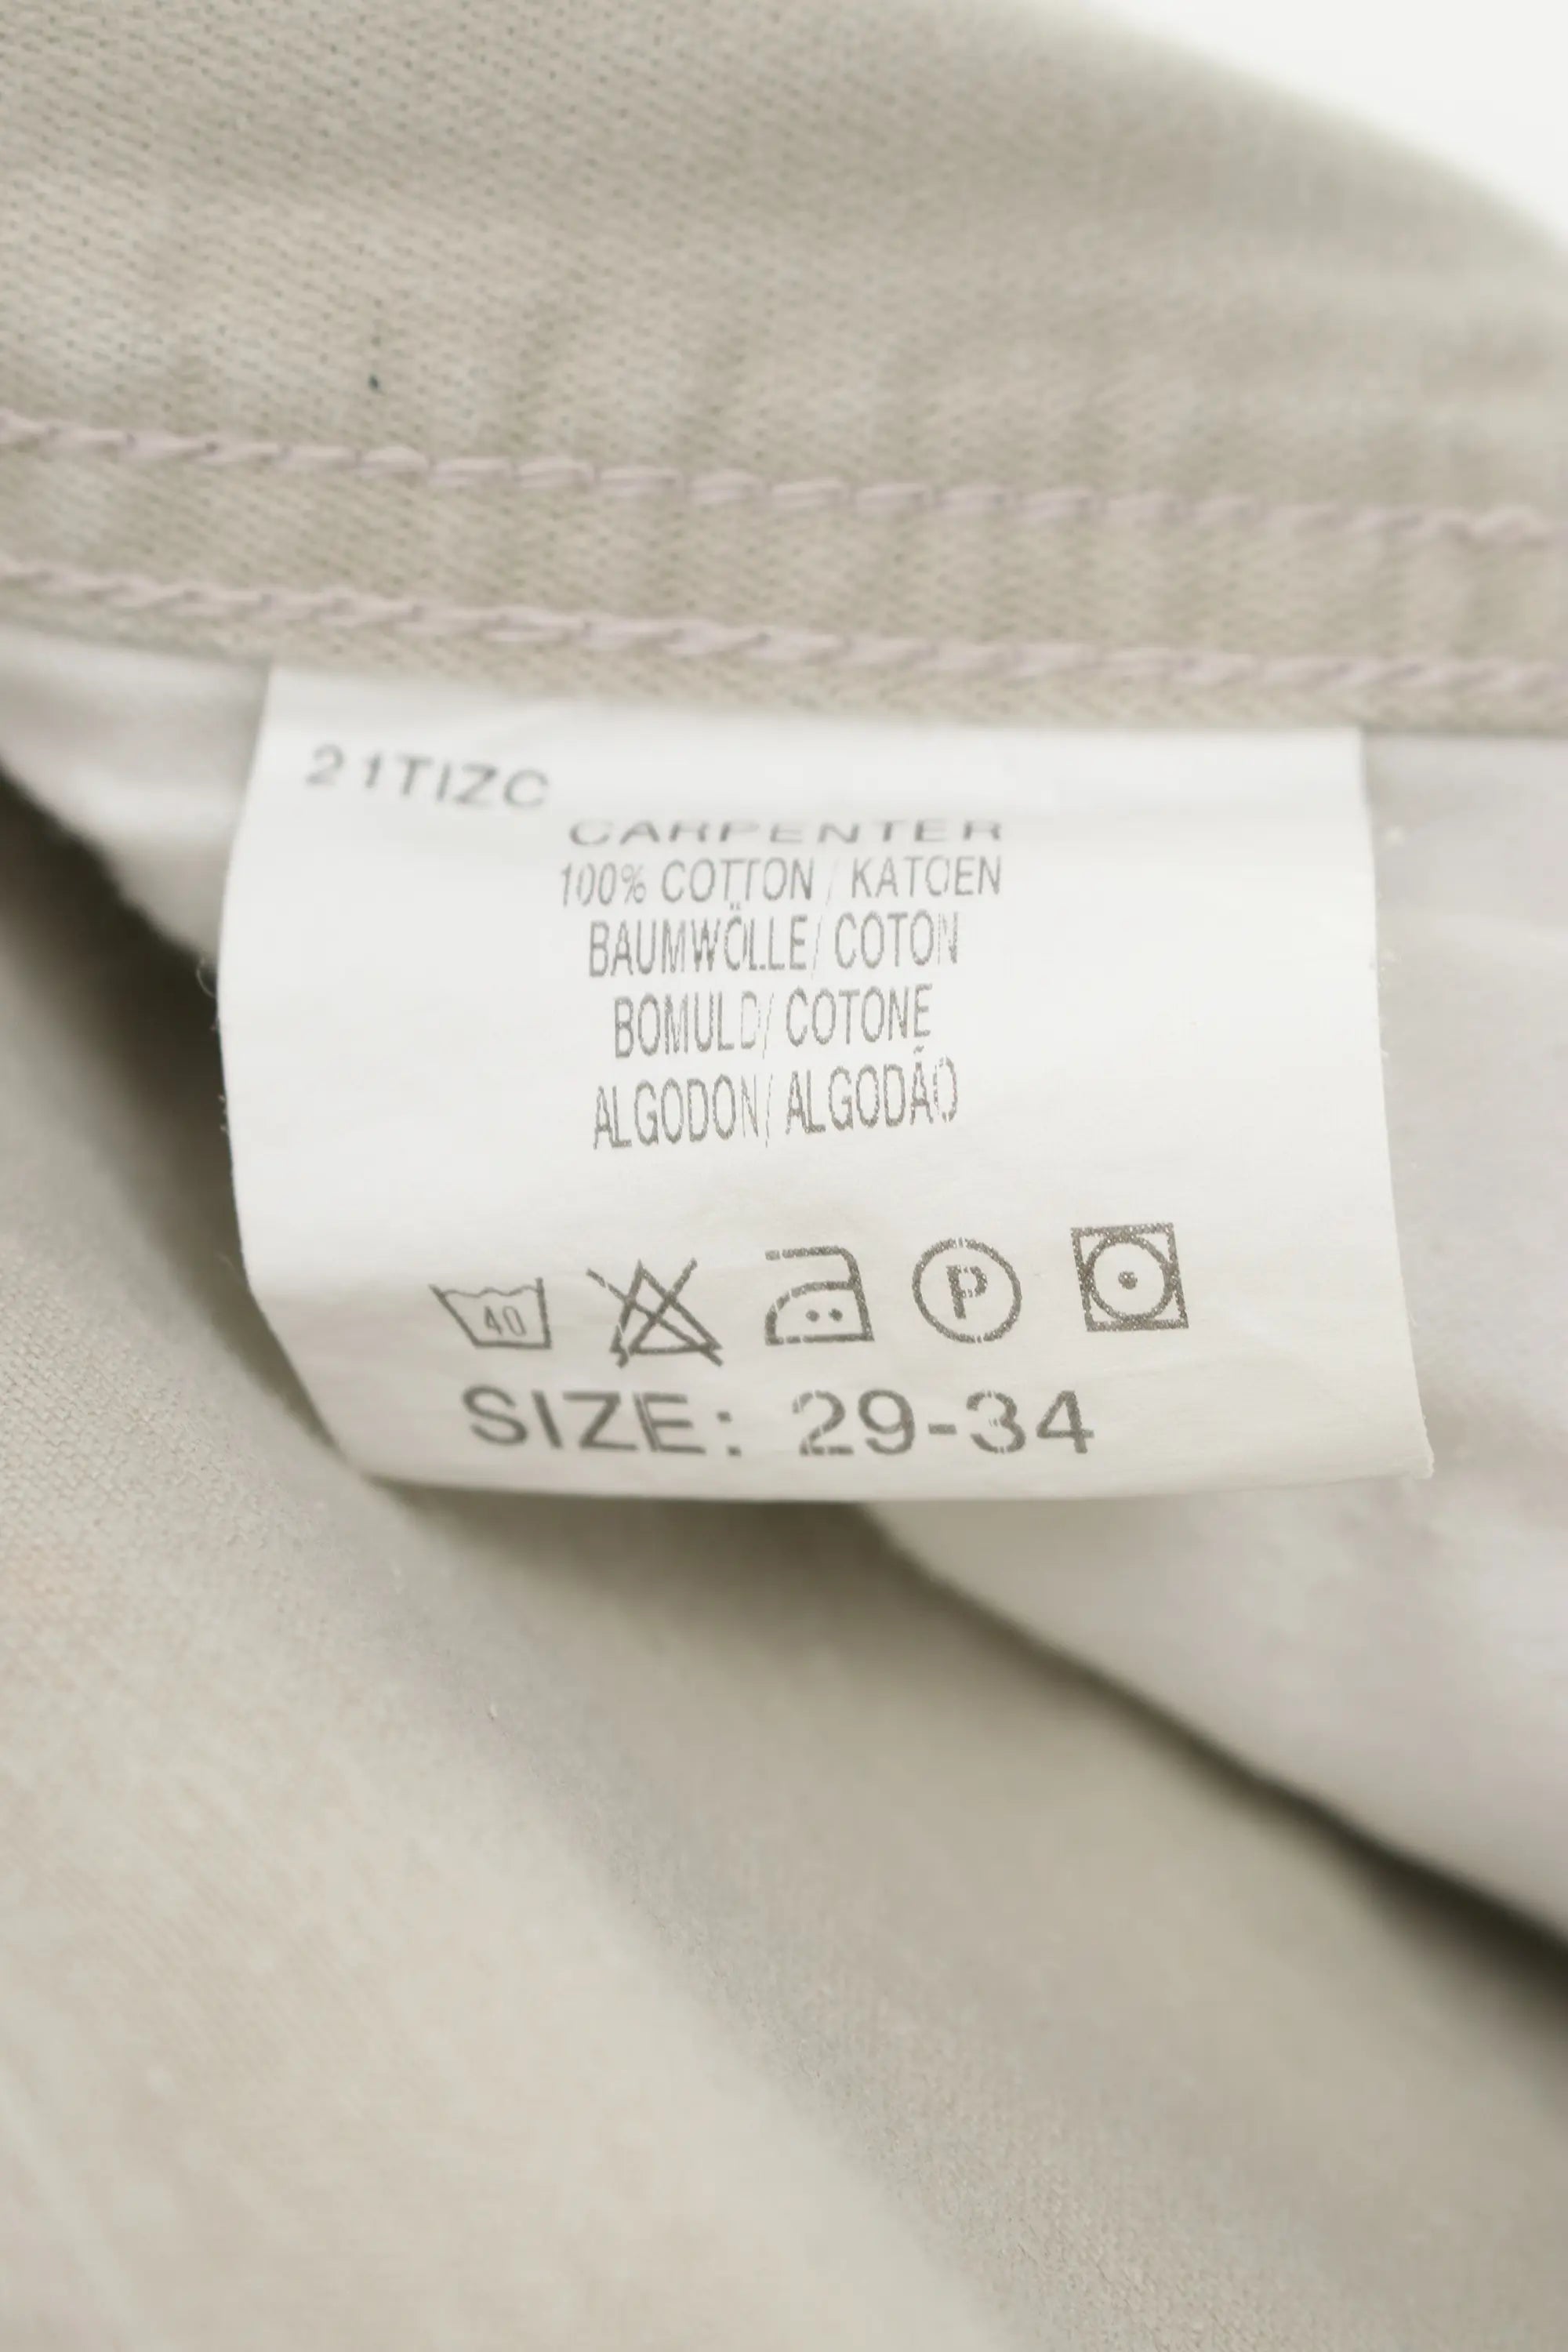 21TIZC
CARPENTER
100% COTTON / KATOEN
BAUMWÖLLE/ COTON
BOMULD/ COTONE
ALGODON/ ALGODÃO
40 P
SIZE: 29-34